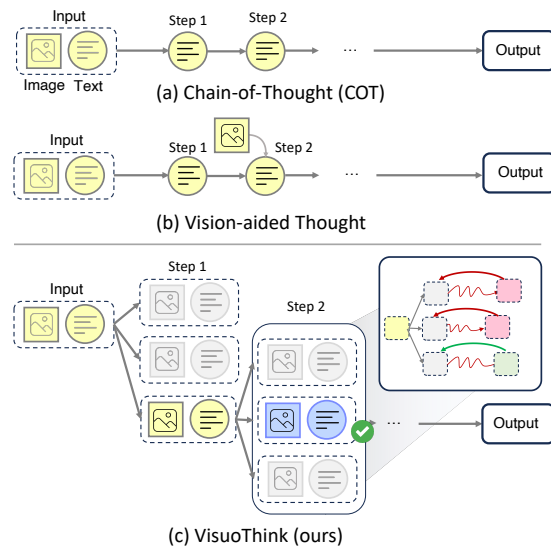 Input
Step 1
Step 2
...
Output
Image
Text
(a) Chain-of-Thought (COT)
Input
Step 1
Step 2
...
Output
(b) Vision-aided Thought
Input
Step 1
Step 2
...
Output
(c) VisuoThink (ours)